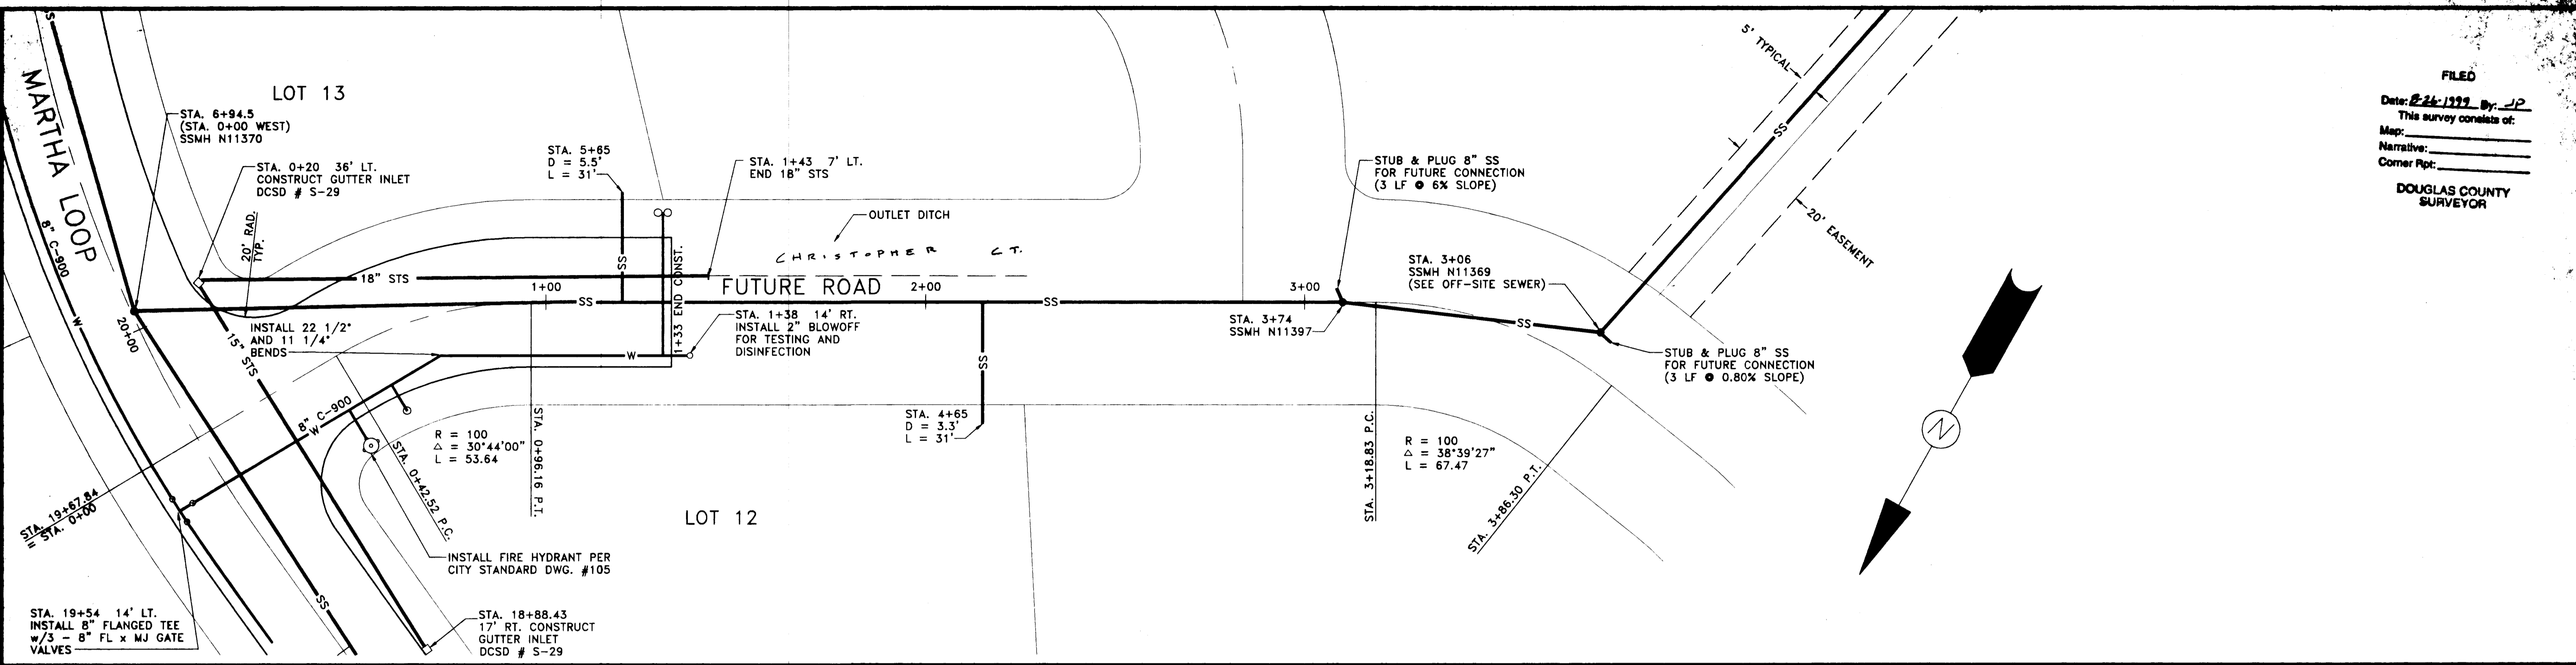 MARTHA LOOP
LOT 13
STA. 6+94.5
(STA. 0+00 WEST)
SSMH N11370
STA. 0+20 36' LT.
CONSTRUCT GUTTER INLET
DCSD # S-29
20' RAD.
TYP.
STA. 5+65
D = 5.5'
L = 31'
STA. 1+43 7' LT.
END 18" STS
OUTLET DITCH
CHRISTOPHER CT.
STUB & PLUG 8" SS
FOR FUTURE CONNECTION
(3 LF @ 6% SLOPE)
5' TYPICAL
SS
20' EASEMENT
FILED
Date: 8-26-1999 By: JP
This survey consists of:
Map:
Narrative:
Corner Rpt:
DOUGLAS COUNTY
SURVEYOR
SS
8" C-900
W
18" STS
1+00
SS
SS
1+33 END CONST.
FUTURE ROAD
2+00
SS
3+00
STA. 3+06
SSMH N11369
(SEE OFF-SITE SEWER)
STA. 3+74
SSMH N11397
SS
20+00
INSTALL 22 1/2°
AND 11 1/4°
BENDS
15" STS
W
STA. 1+38 14' RT.
INSTALL 2" BLOWOFF
FOR TESTING AND
DISINFECTION
SS
STUB & PLUG 8" SS
FOR FUTURE CONNECTION
(3 LF @ 0.80% SLOPE)
8" C-900
W
R = 100
△ = 30°44'00"
L = 53.64
STA. 0+42.52 P.C.
STA. 0+96.16 P.T.
STA. 4+65
D = 3.3'
L = 31'
STA. 3+18.83 P.C.
R = 100
△ = 38°39'27"
L = 67.47
STA. 3+86.30 P.T.
N
STA. 19+67.84
= STA. 0+00
LOT 12
INSTALL FIRE HYDRANT PER
CITY STANDARD DWG. #105
SS
STA. 19+54 14' LT.
INSTALL 8" FLANGED TEE
w/3 - 8" FL x MJ GATE
VALVES
STA. 18+88.43
17' RT. CONSTRUCT
GUTTER INLET
DCSD # S-29